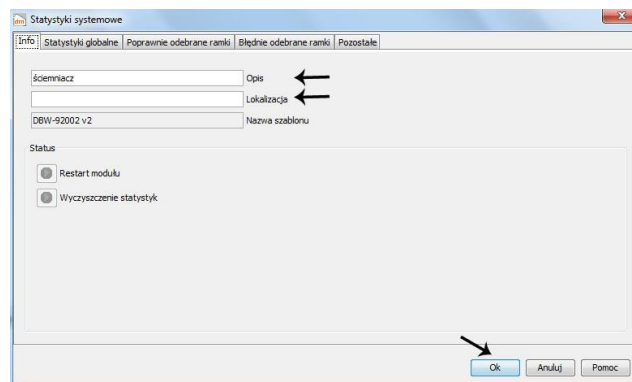 dm Statystyki systemowe
Info Statystyki globalne Poprawnie odebrane ramki Błędnie odebrane ramki Pozostałe
ściemniacz Opis
Lokalizacja
DBW-92002 v2 Nazwa szablonu
Status
Restart modułu
Wyczyszczenie statystyk
Ok Anuluj Pomoc